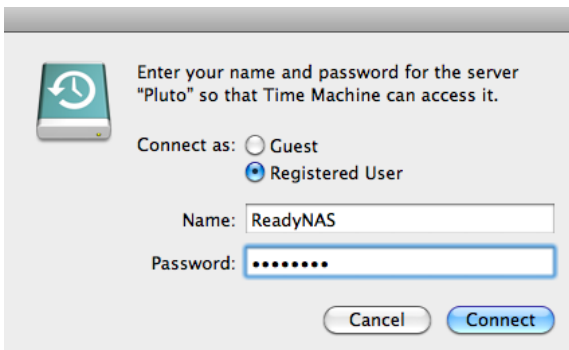 Enter your name and password for the server
“Pluto” so that Time Machine can access it.
Connect as: Guest
Registered User
Name: ReadyNAS
Password: ••••••••
Cancel Connect